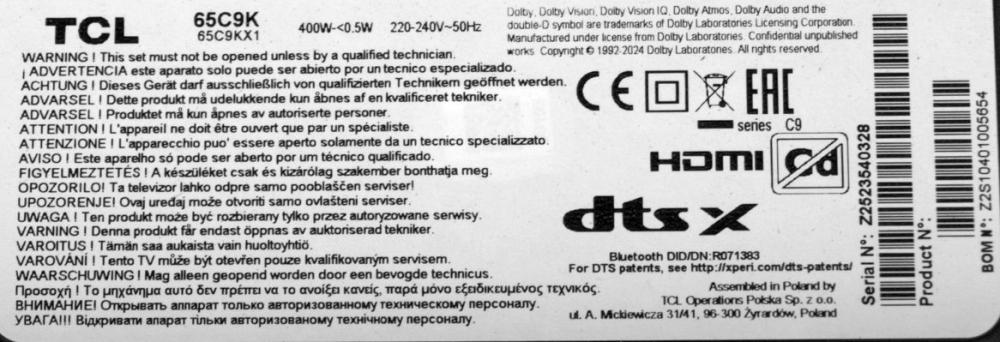 TCL
65C9K
65C9KX1
400W-<0.5W 220-240V~50Hz
Dolby, Dolby Vision, Dolby Vision IQ, Dolby Atmos, Dolby Audio and the
double-D symbol are trademarks of Dolby Laboratories Licensing Corporation.
Manufactured under license from Dolby Laboratories. Confidential unpublished
works. Copyright © 1992-2024 Dolby Laboratories. All rights reserved.
WARNING ! This set must not be opened unless by a qualified technician.
¡ ADVERTENCIA este aparato solo puede ser abierto por un tecnico especializado.
ACHTUNG ! Dieses Gerät darf ausschließlich von qualifizierten Technikern geöffnet werden.
ADVARSEL ! Dette produkt må udelukkende kun åbnes af en kvalificeret tekniker.
ADVARSEL ! Produktet må kun åpnes av autoriserte personer.
ATTENTION ! L'appareil ne doit être ouvert que par un spécialiste.
ATTENZIONE ! L'apparecchio puo' essere aperto solamente da un tecnico specializzato.
AVISO ! Este aparelho só pode ser aberto por um técnico qualificado.
FIGYELMEZTETÉS ! A készüléket csak és kizárólag szakember bonthatja meg.
OPOZORILO! Ta televizor lahko odpre samo pooblaščen serviser!
UPOZORENJE! Ovaj uređaj može otvoriti samo ovlašteni serviser.
UWAGA ! Ten produkt może być rozbierany tylko przez autoryzowane serwisy.
VARNING ! Denna produkt får endast öppnas av auktoriserad tekniker.
VAROITUS ! Tämän saa aukaista vain huoltoyhtiö.
VAROVÁNÍ ! Tento TV může být otevřen pouze kvalifikovaným servisem.
WAARSCHUWING ! Mag alleen geopend worden door een bevogde technicus.
Προσοχή ! Το μηχάνημα αυτό δεν πρέπει να το ανοίξει κανείς, παρά μόνο εξειδικευμένος τεχνικός.
ВНИМАНИЕ! Открывать аппарат только авторизованному техническому персоналу.
УВАГА!!! Відкривати апарат тільки авторизованому технічному персоналу.
CE EAC
series C9
HDMI Cd
dts x
Bluetooth DID/DN:R071383
For DTS patents, see http://xperi.com/dts-patents/
Assembled in Poland by
TCL Operations Polska Sp. z o.o.
ul. A. Mickiewicza 31/41, 96-300 Żyrardów, Poland
Serial N°: Z2523540328
Product N°:
BOM N°: Z2S10401005654